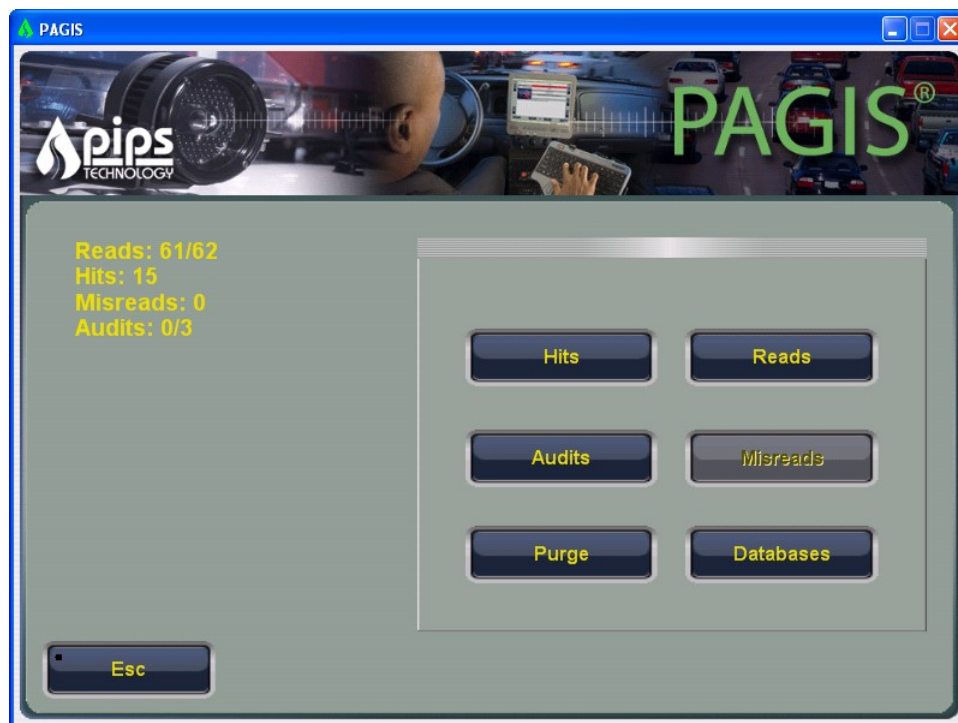 PAGIS
pips
TECHNOLOGY
PAGIS®
Reads: 61/62
Hits: 15
Misreads: 0
Audits: 0/3
Hits
Reads
Audits
Misreads
Purge
Databases
Esc